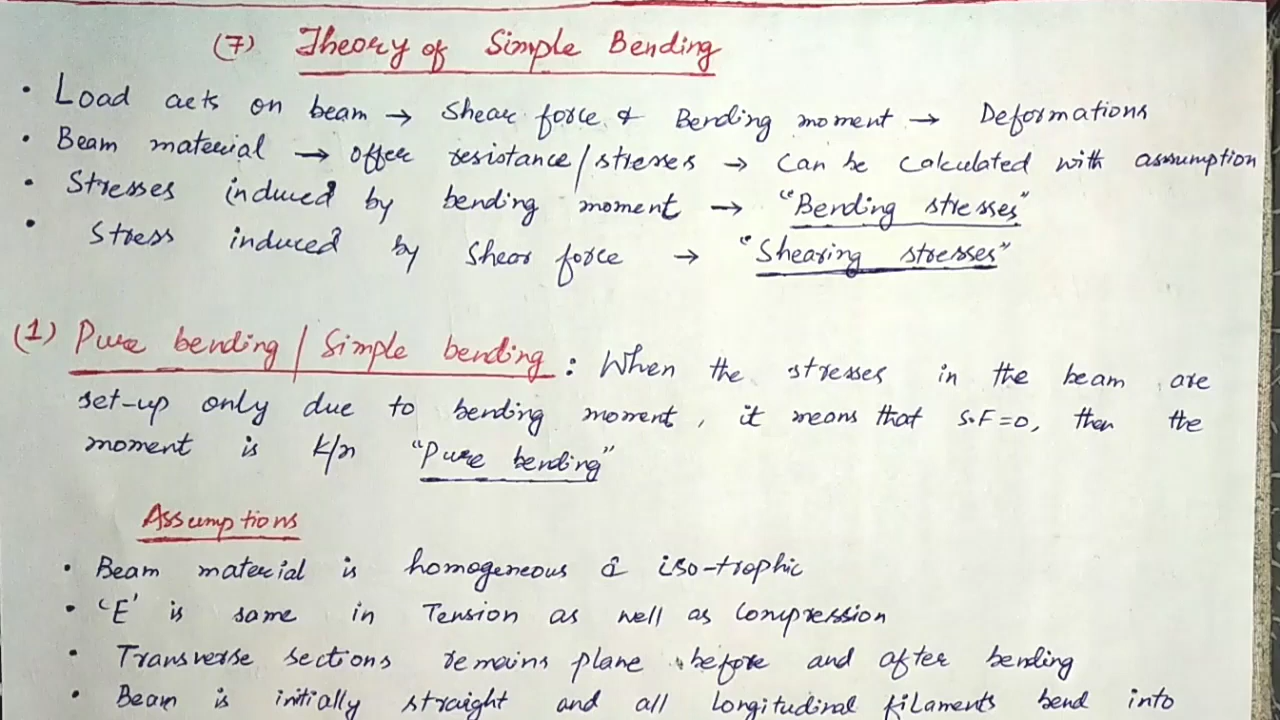 (7) Theory of Simple Bending
• Load acts on beam → Shear force & Bending moment → Deformations
• Beam material → offer resistance/stresses → Can be Calculated with assumption
• Stresses induced by bending moment → "Bending stresses"
• Stress induced by Shear force → "Shearing stresses"
(1) Pure bending/Simple bending : When the stresses in the beam are
set-up only due to bending moment, it means that S.F=0, then the
moment is k/n "Pure bending"
Assumptions
• Beam material is homogeneous & iso-trophic
• 'E' is same in Tension as well as Compression
• Transverse sections remains plane before and after bending
• Beam is initially straight and all longitudinal filaments bend into